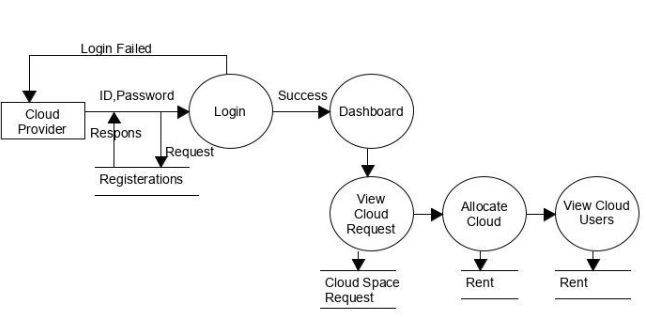 Login Failed
ID,Password
Cloud
Provider
Login
Success
Dashboard
Respons
Request
Registerations
View
Cloud
Request
Allocate
Cloud
View Cloud
Users
Cloud Space
Request
Rent
Rent